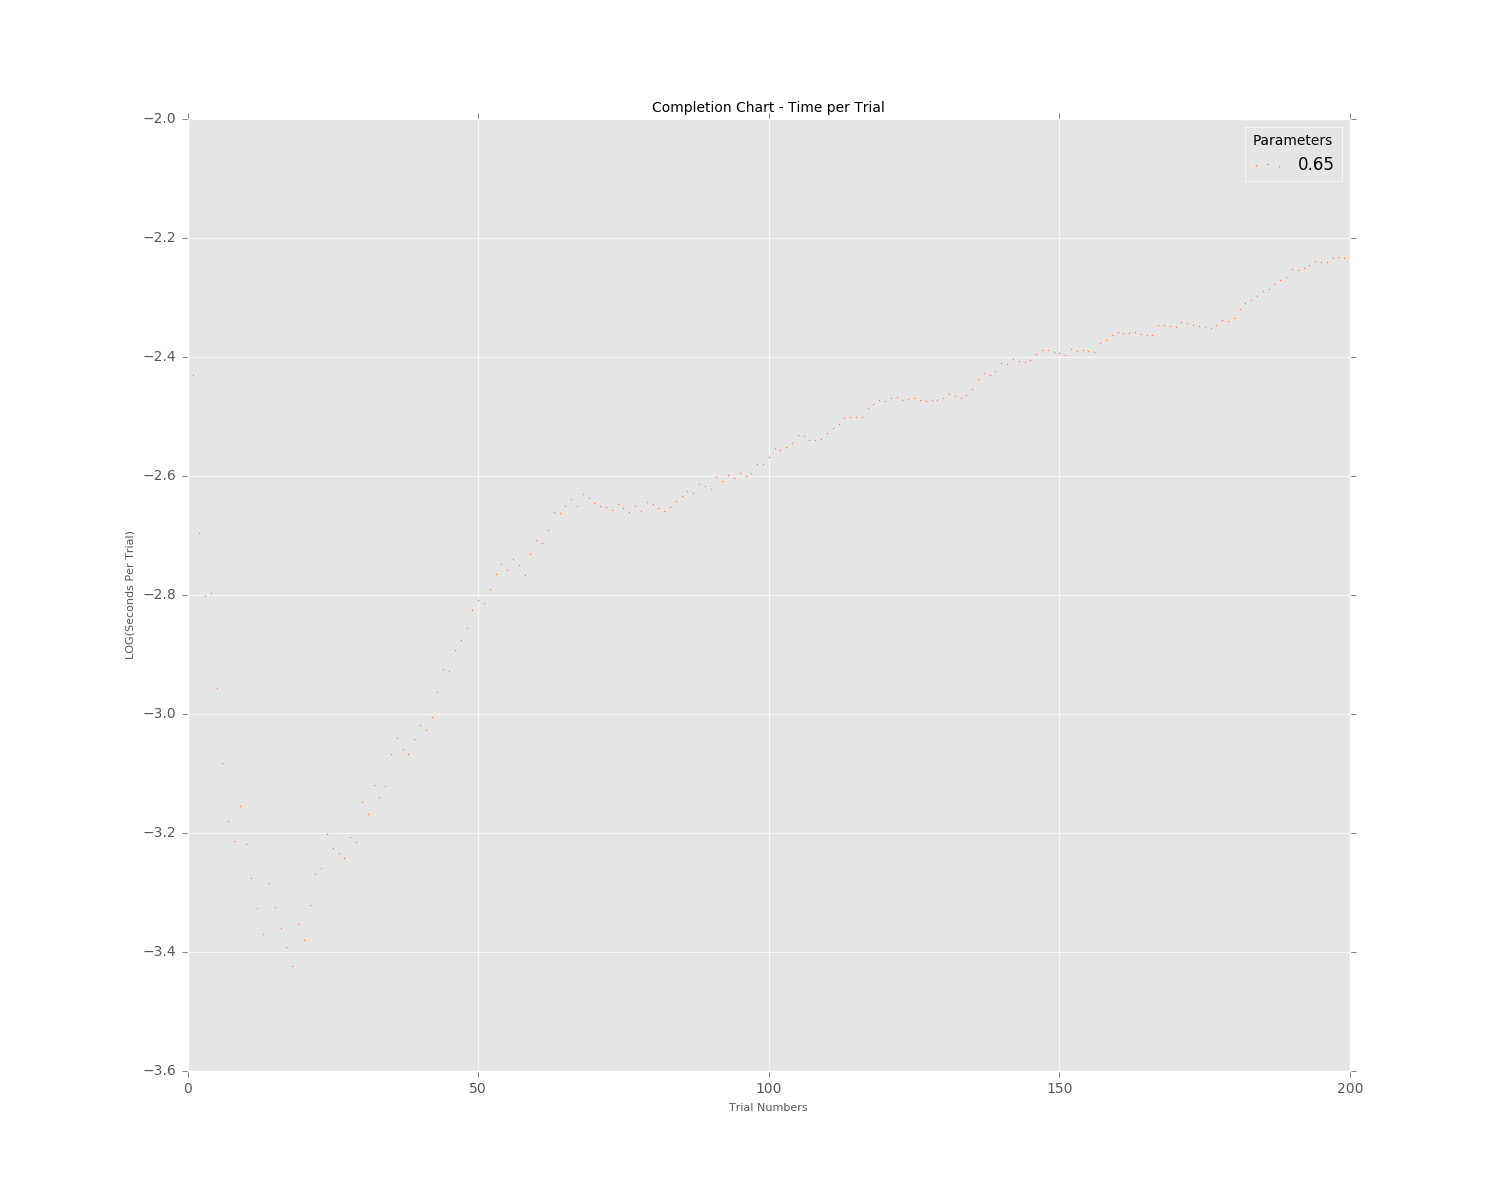 Completion Chart - Time per Trial
Parameters
0.65
−2.0
−2.2
−2.4
−2.6
−2.8
−3.0
−3.2
−3.4
−3.6
LOG(Seconds Per Trial)
0 50 100 150 200
Trial Numbers